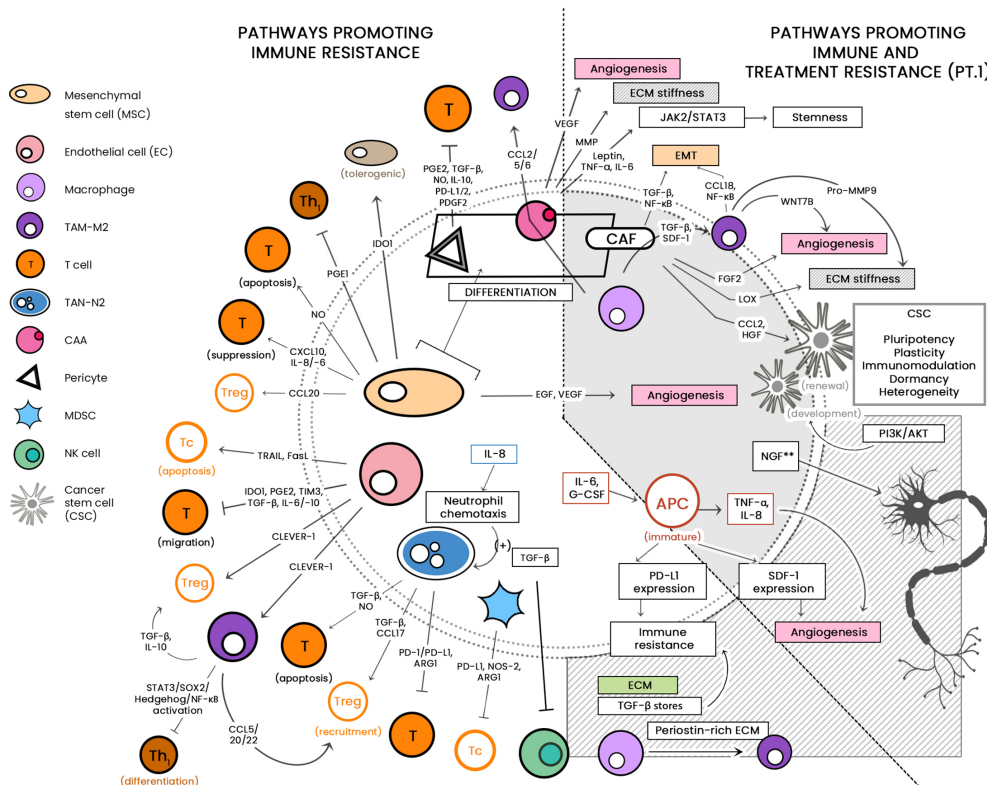 PATHWAYS PROMOTING
IMMUNE RESISTANCE
PATHWAYS PROMOTING
IMMUNE AND
TREATMENT RESISTANCE (PT.1)
Mesenchymal
stem cell (MSC)
Endothelial cell (EC)
Macrophage
TAM-M2
T
T cell
TAN-N2
CAA
Pericyte
MDSC
NK cell
Cancer
stem cell
(CSC)
Angiogenesis
ECM stiffness
JAK2/STAT3
Stemness
VEGF
MMP
Leptin,
TNF-α, IL-6
EMT
TGF-β,
NF-κB
CCL18,
NF-κB
Pro-MMP9
WNT7B
Angiogenesis
ECM stiffness
CAF
TGF-β,
SDF-1
FGF2
LOX
CCL2,
HGF
CSC
Pluripotency
Plasticity
Immunomodulation
Dormancy
Heterogeneity
(renewal)
(development)
PI3K/AKT
NGF**
T
PGE2, TGF-β,
NO, IL-10,
PD-L1/2,
PDGF2
CCL2/
5/6
(tolerogenic)
IDO1
Th1
PGE1
T
(apoptosis)
NO
T
(suppression)
CXCL10,
IL-8/-6
Treg
CCL20
DIFFERENTIATION
EGF, VEGF
Angiogenesis
Tc
(apoptosis)
TRAIL, FasL
T
(migration)
IDO1, PGE2, TIM3,
TGF-β, IL-6/-10
CLEVER-1
CLEVER-1
Treg
TGF-β,
IL-10
STAT3/SOX2/
Hedgehog/NF-κB
activation
Th1
(differentiation)
CCL5/
20/22
IL-8
Neutrophil
chemotaxis
(+)
TGF-β
TGF-β,
NO
T
(apoptosis)
TGF-β,
CCL17
Treg
(recruitment)
PD-1/PD-L1,
ARG1
T
PD-L1, NOS-2,
ARG1
Tc
IL-6,
G-CSF
APC
(immature)
TNF-α,
IL-8
PD-L1
expression
SDF-1
expression
Immune
resistance
Angiogenesis
ECM
TGF-β stores
Periostin-rich ECM